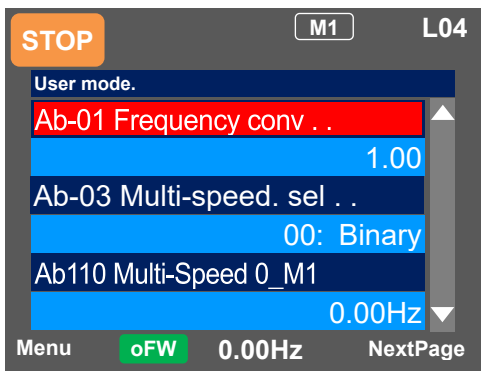 STOP M1 L04
User mode.
Ab-01 Frequency conv . .
1.00
Ab-03 Multi-speed. sel . .
00: Binary
Ab110 Multi-Speed 0_M1
0.00Hz
Menu oFW 0.00Hz NextPage